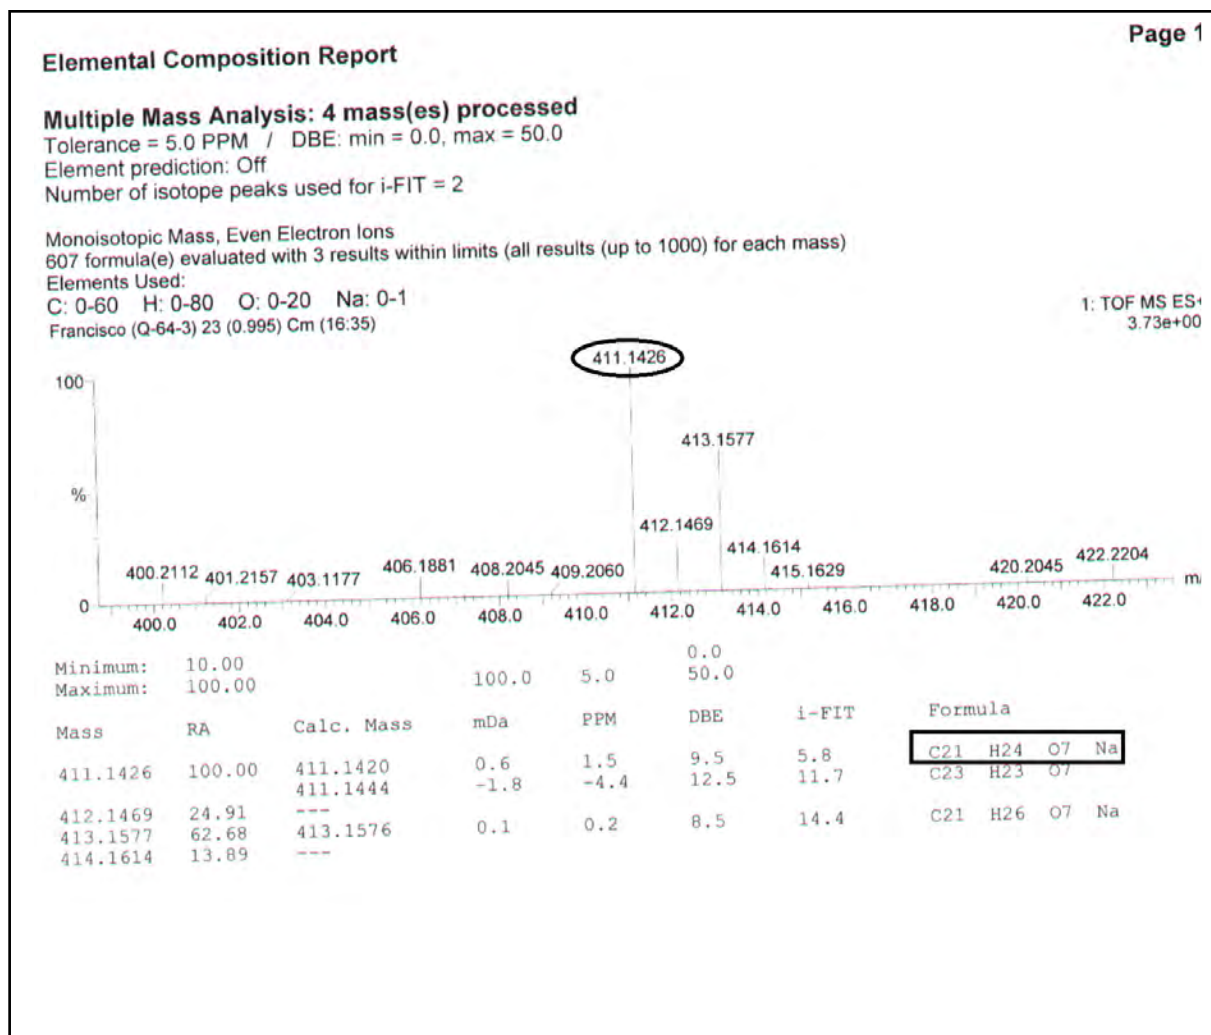 Page 1
Elemental Composition Report
Multiple Mass Analysis: 4 mass(es) processed
Tolerance = 5.0 PPM / DBE: min = 0.0, max = 50.0
Element prediction: Off
Number of isotope peaks used for i-FIT = 2
Monoisotopic Mass, Even Electron Ions
607 formula(e) evaluated with 3 results within limits (all results (up to 1000) for each mass)
Elements Used:
C: 0-60 H: 0-80 O: 0-20 Na: 0-1
Francisco (Q-64-3) 23 (0.995) Cm (16:35)
1: TOF MS ES+
3.73e+00
411.1426
100
413.1577
%
412.1469
414.1614
400.2112 401.2157 403.1177 406.1881 408.2045 409.2060 415.1629 420.2045 422.2204
0
400.0 402.0 404.0 406.0 408.0 410.0 412.0 414.0 416.0 418.0 420.0 422.0
Minimum: 10.00 0.0
Maximum: 100.00 100.0 5.0 50.0
Mass RA Calc. Mass mDa PPM DBE i-FIT Formula
411.1426 100.00 411.1420 0.6 1.5 9.5 5.8 C21 H24 O7 Na
411.1444 -1.8 -4.4 12.5 11.7 C23 H23 O7
412.1469 24.91 ---
413.1577 62.68 413.1576 0.1 0.2 8.5 14.4 C21 H26 O7 Na
414.1614 13.89 ---